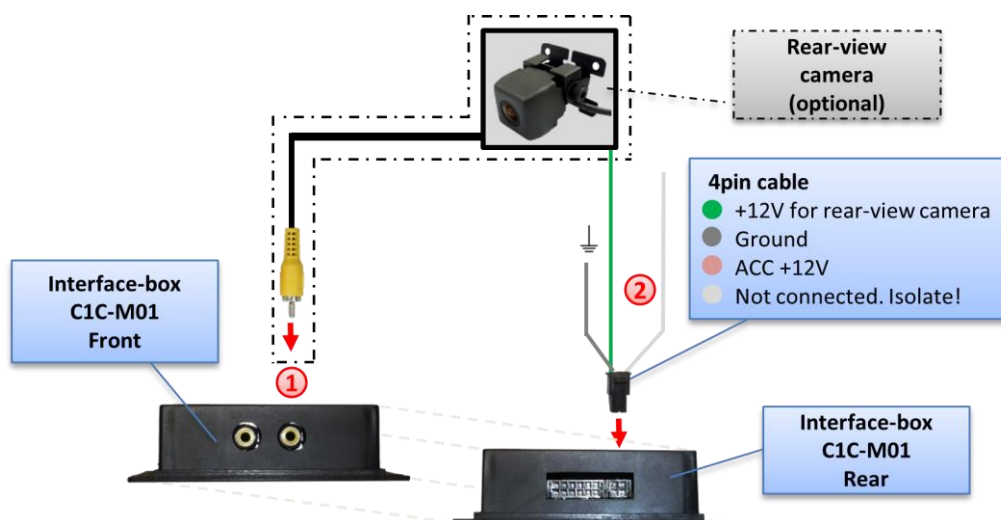 Rear-view
camera
(optional)
4pin cable
+12V for rear-view camera
Ground
ACC +12V
Not connected. Isolate!
2
Interface-box
C1C-M01
Front
1
Interface-box
C1C-M01
Rear